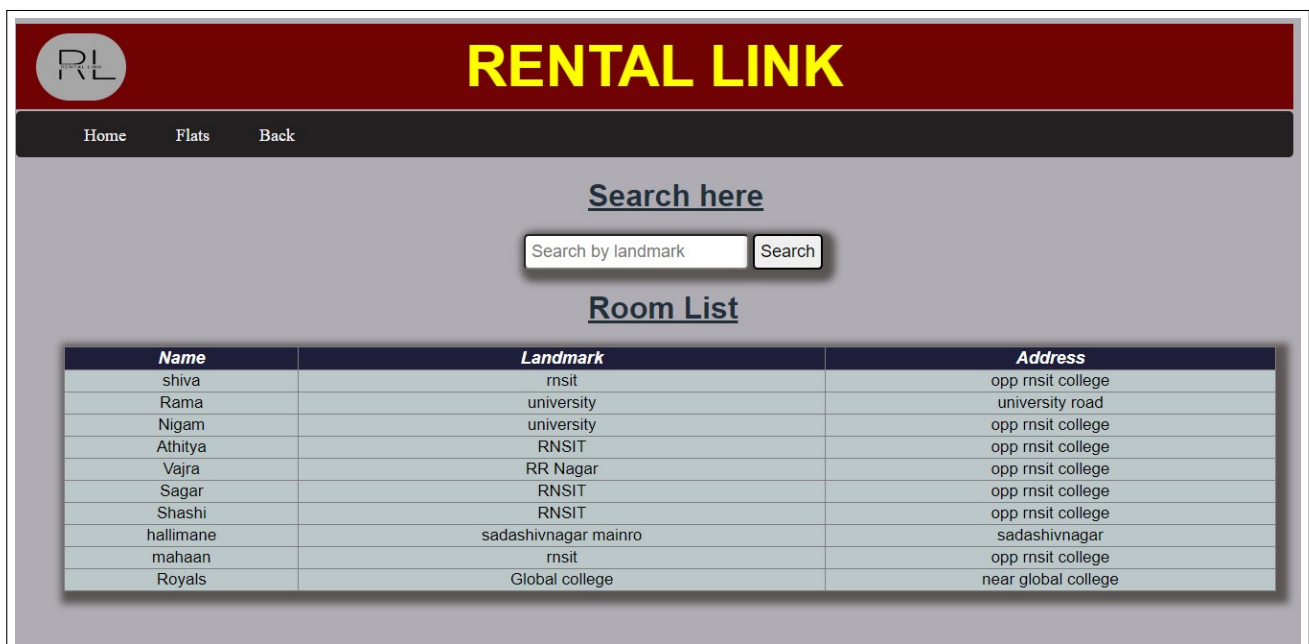 RL
RENTAL LINK
RENTAL LINK
Home Flats Back
Search here
Search by landmark Search
Room List
Name Landmark Address
shiva rnsit opp rnsit college
Rama university university road
Nigam university opp rnsit college
Athitya RNSIT opp rnsit college
Vajra RR Nagar opp rnsit college
Sagar RNSIT opp rnsit college
Shashi RNSIT opp rnsit college
hallimane sadashivnagar mainro sadashivnagar
mahaan rnsit opp rnsit college
Royals Global college near global college